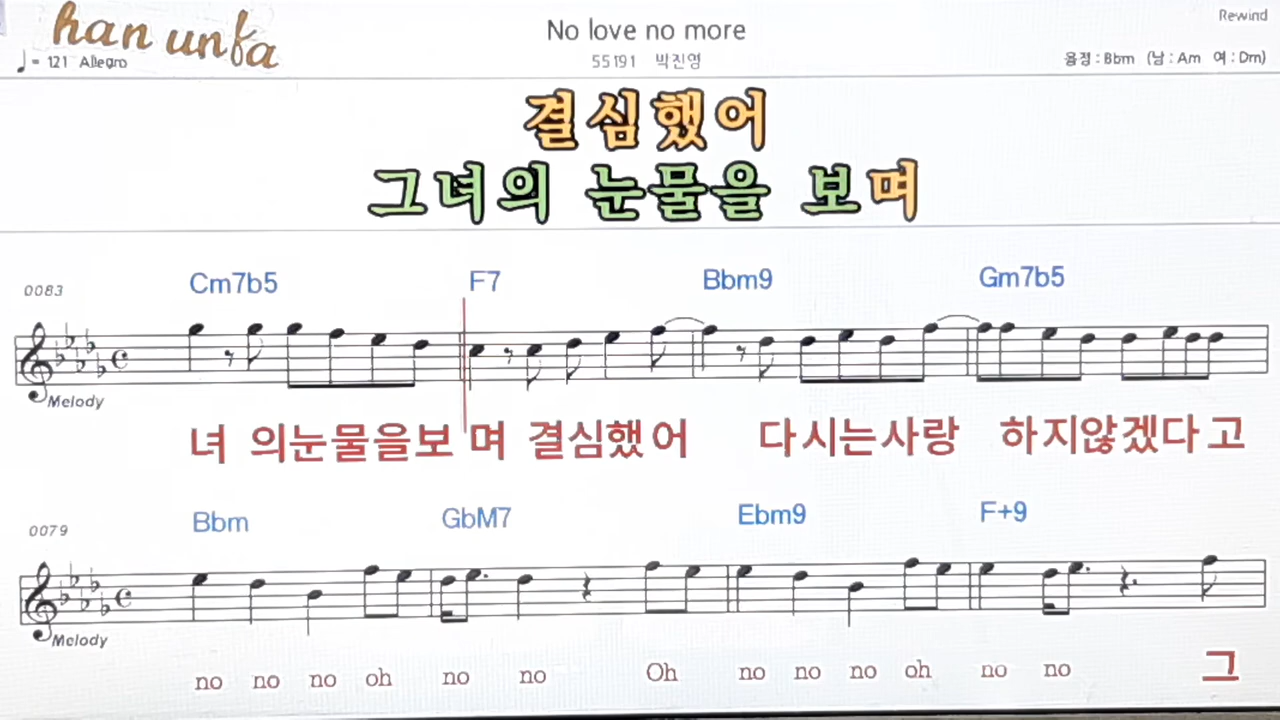 han unfa
No love no more
Rewind
♩ = 121 Allegro
55191 박진영
음정 : Bbm (남 : Am 여 : Dm)
결심했어
그녀의 눈물을 보며
0083
Cm7b5 F7 Bbm9 Gm7b5
Melody
녀 의눈물을보 며 결심했어 다시는사랑 하지않겠다고
0079
Bbm GbM7 Ebm9 F+9
Melody
no no no oh no no Oh no no no oh no no 그